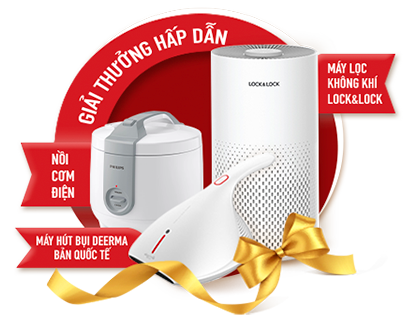 GIẢI THƯỞNG HẤP DẪN
LOCK&LOCK
MÁY LỌC
KHÔNG KHÍ
LOCK&LOCK
NỒI
CƠM
ĐIỆN
MÁY HÚT BỤI DEERMA
BẢN QUỐC TẾ